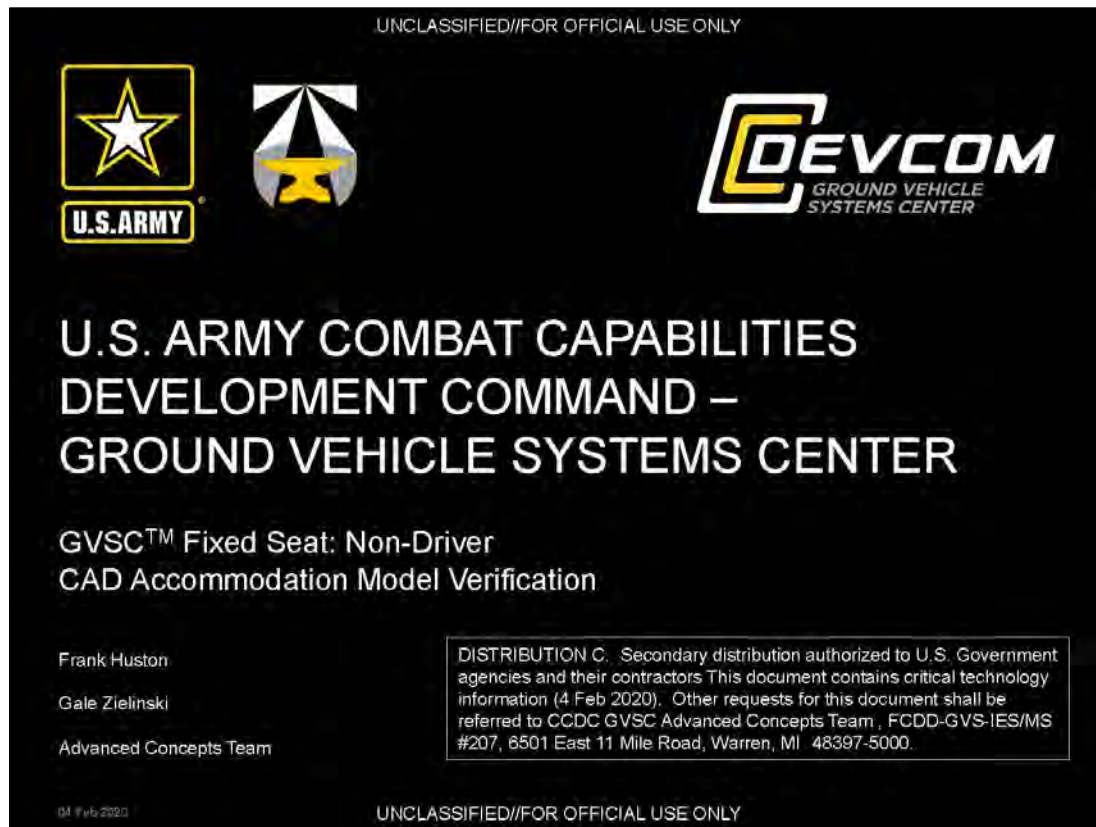 UNCLASSIFIED//FOR OFFICIAL USE ONLY
U.S.ARMY
DEVCOM
GROUND VEHICLE
SYSTEMS CENTER
U.S. ARMY COMBAT CAPABILITIES
DEVELOPMENT COMMAND –
GROUND VEHICLE SYSTEMS CENTER
GVSC™ Fixed Seat: Non-Driver
CAD Accommodation Model Verification
Frank Huston
Gale Zielinski
Advanced Concepts Team
DISTRIBUTION C. Secondary distribution authorized to U.S. Government
agencies and their contractors This document contains critical technology
information (4 Feb 2020). Other requests for this document shall be
referred to CCDC GVSC Advanced Concepts Team , FCDD-GVS-IES/MS
#207, 6501 East 11 Mile Road, Warren, MI 48397-5000.
04 Feb 2020
UNCLASSIFIED//FOR OFFICIAL USE ONLY